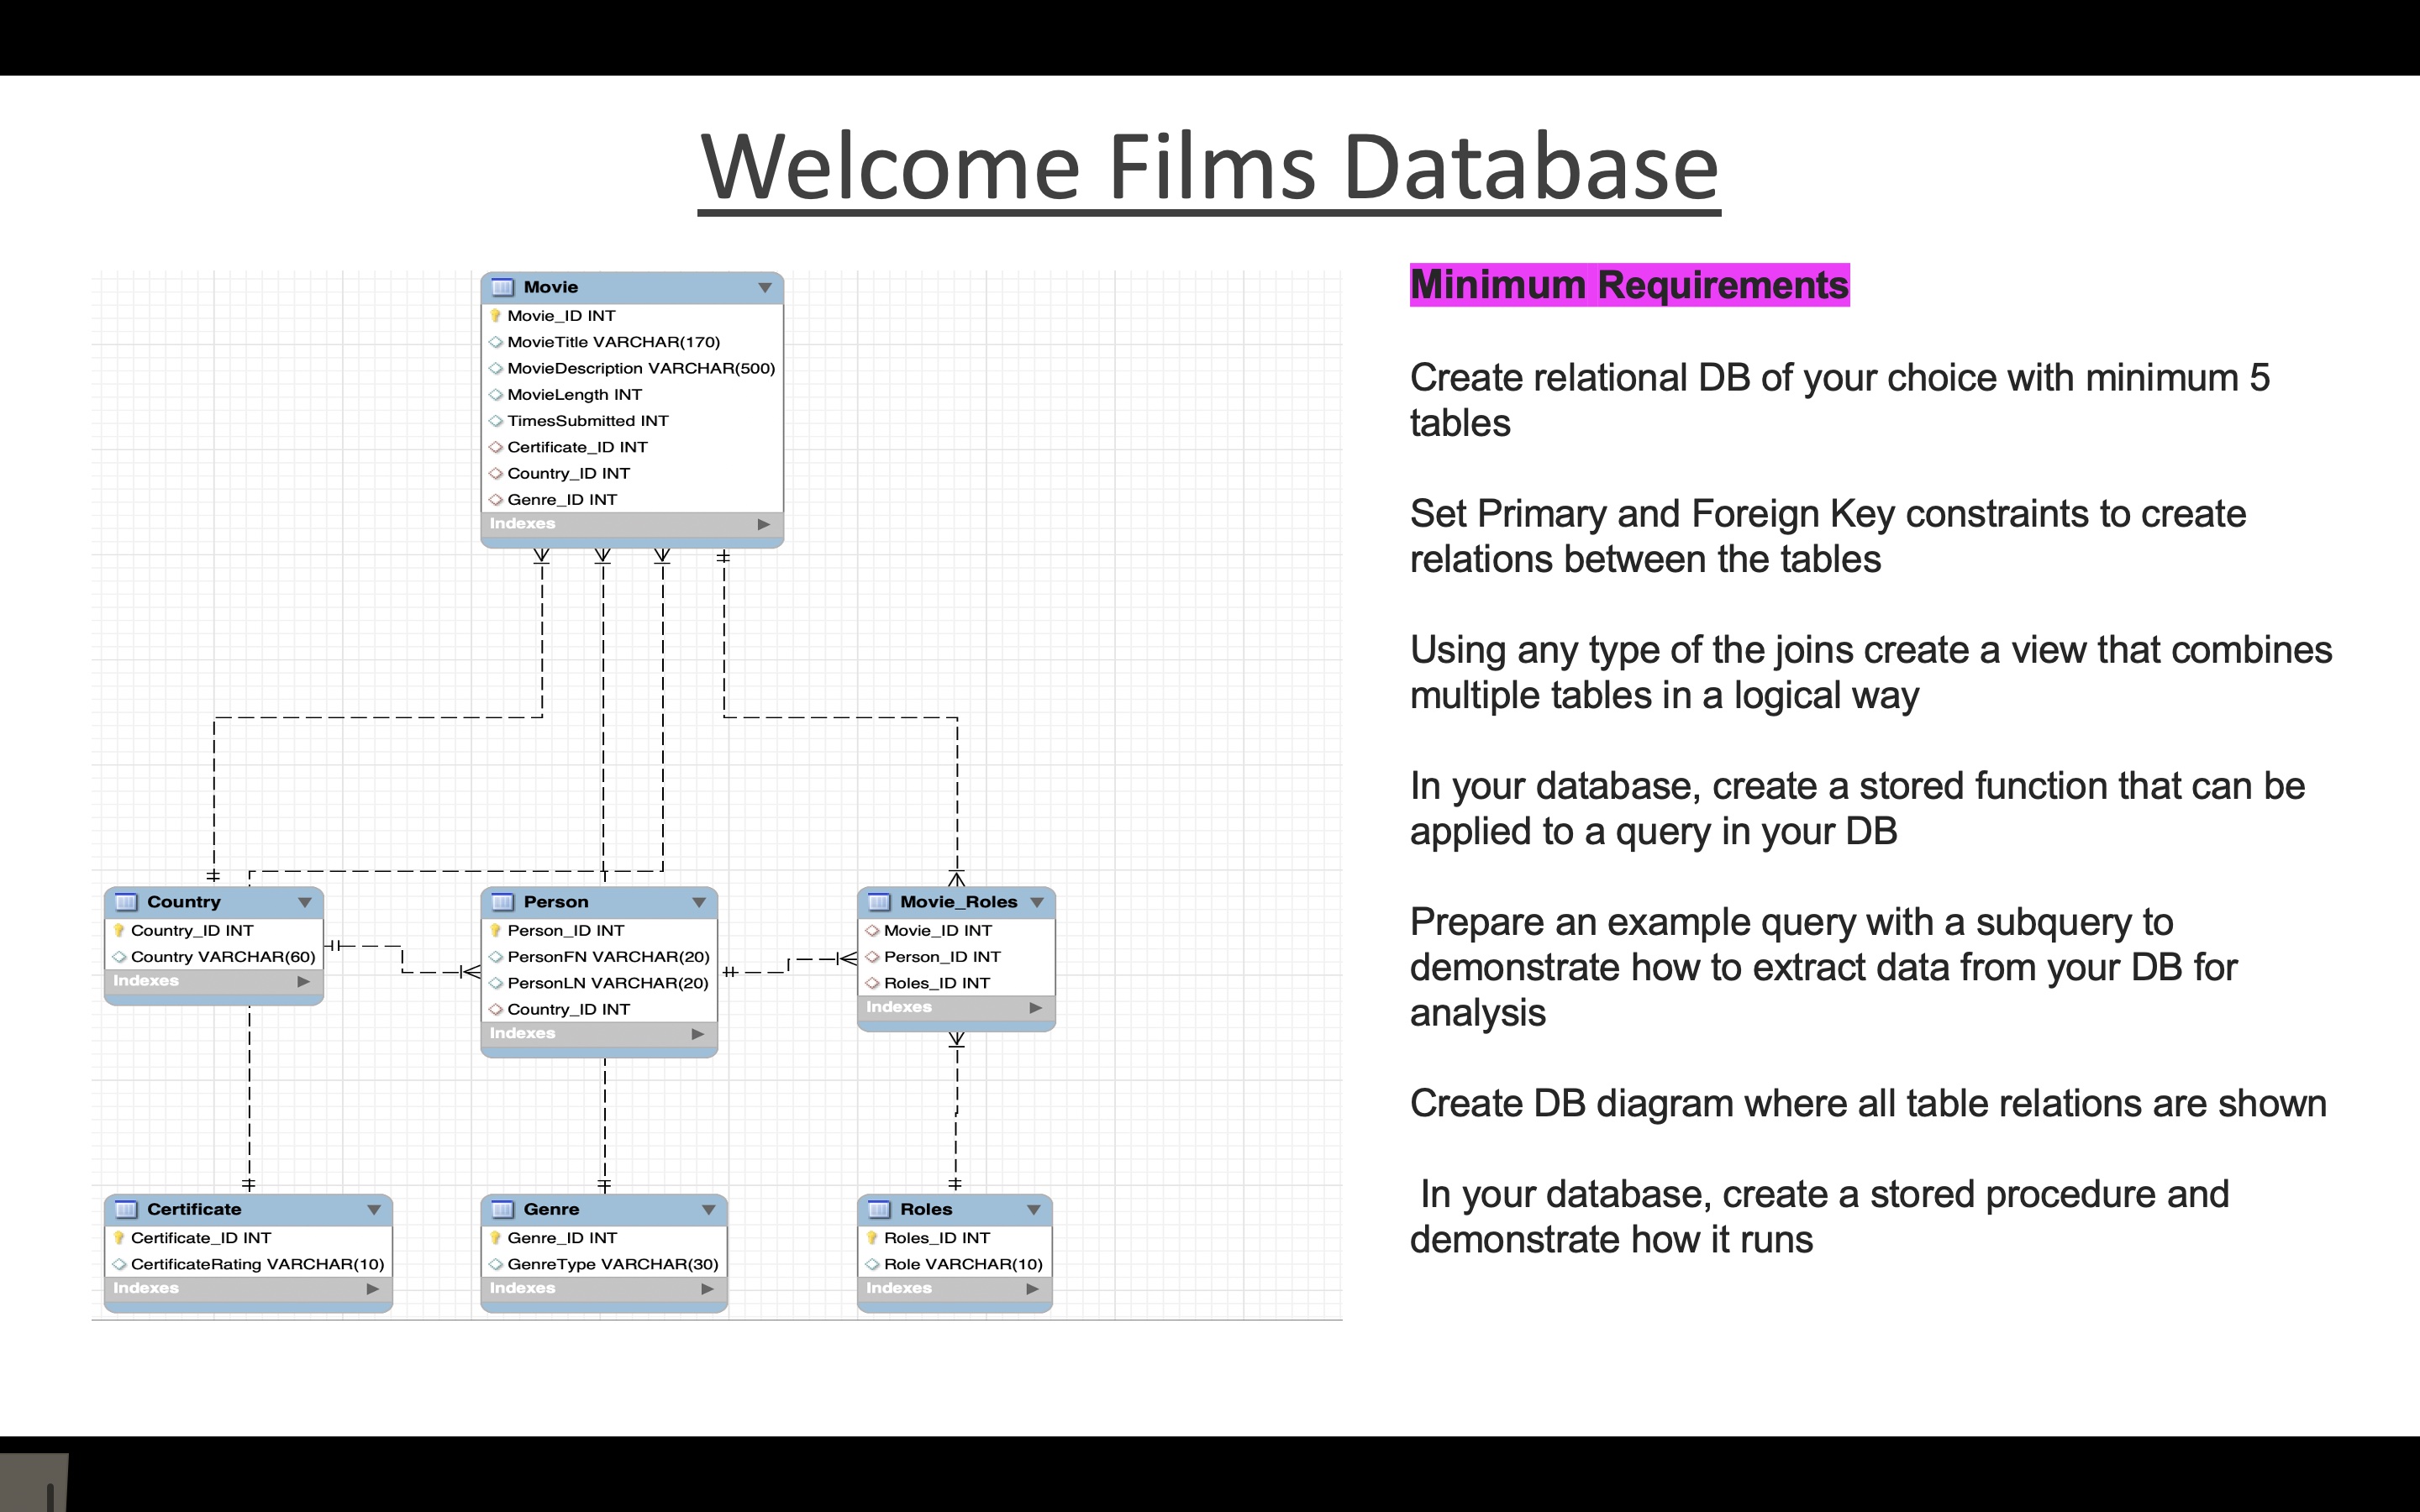 Welcome Films Database
Movie
Movie_ID INT
MovieTitle VARCHAR(170)
MovieDescription VARCHAR(500)
MovieLength INT
TimesSubmitted INT
Certificate_ID INT
Country_ID INT
Genre_ID INT
Indexes
Country
Country_ID INT
Country VARCHAR(60)
Indexes
Person
Person_ID INT
PersonFN VARCHAR(20)
PersonLN VARCHAR(20)
Country_ID INT
Indexes
Movie_Roles
Movie_ID INT
Person_ID INT
Roles_ID INT
Indexes
Certificate
Certificate_ID INT
CertificateRating VARCHAR(10)
Indexes
Genre
Genre_ID INT
GenreType VARCHAR(30)
Indexes
Roles
Roles_ID INT
Role VARCHAR(10)
Indexes
Minimum Requirements
Create relational DB of your choice with minimum 5
tables
Set Primary and Foreign Key constraints to create
relations between the tables
Using any type of the joins create a view that combines
multiple tables in a logical way
In your database, create a stored function that can be
applied to a query in your DB
Prepare an example query with a subquery to
demonstrate how to extract data from your DB for
analysis
Create DB diagram where all table relations are shown
In your database, create a stored procedure and
demonstrate how it runs